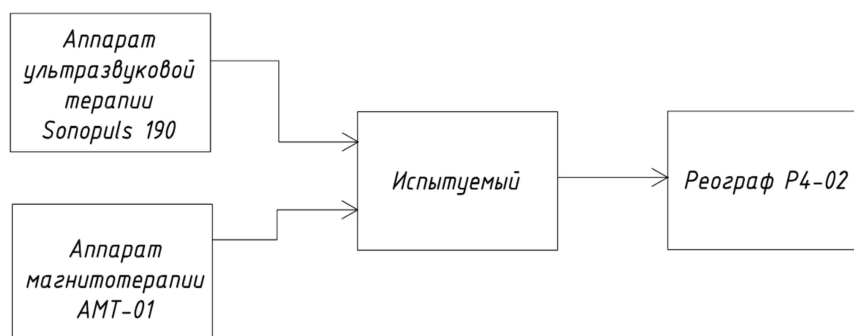 Аппарат
ультразвуковой
терапии
Sonopuls 190
Испытуемый
Реограф Р4-02
Аппарат
магнитотерапии
АМТ-01